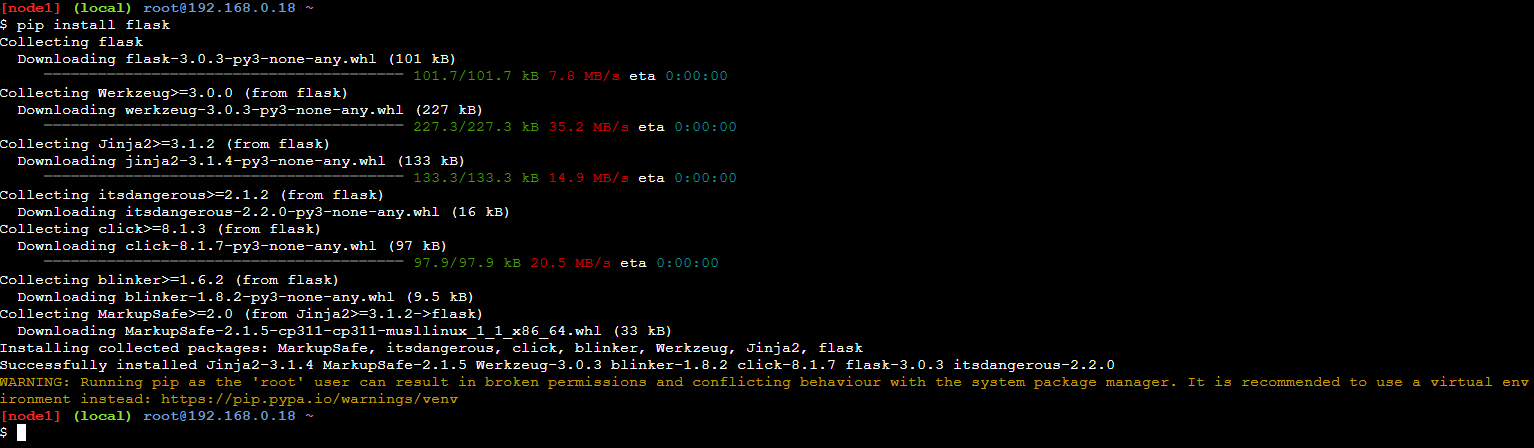 [node1] (local) root@192.168.0.18 ~
$ pip install flask
Collecting flask
  Downloading flask-3.0.3-py3-none-any.whl (101 kB)
     ━━━━━━━━━━━━━━━━━━━━━━━━━━━━━━━━━━━━━━━━ 101.7/101.7 kB 7.8 MB/s eta 0:00:00
Collecting Werkzeug>=3.0.0 (from flask)
  Downloading werkzeug-3.0.3-py3-none-any.whl (227 kB)
     ━━━━━━━━━━━━━━━━━━━━━━━━━━━━━━━━━━━━━━━━ 227.3/227.3 kB 35.2 MB/s eta 0:00:00
Collecting Jinja2>=3.1.2 (from flask)
  Downloading jinja2-3.1.4-py3-none-any.whl (133 kB)
     ━━━━━━━━━━━━━━━━━━━━━━━━━━━━━━━━━━━━━━━━ 133.3/133.3 kB 14.9 MB/s eta 0:00:00
Collecting itsdangerous>=2.1.2 (from flask)
  Downloading itsdangerous-2.2.0-py3-none-any.whl (16 kB)
Collecting click>=8.1.3 (from flask)
  Downloading click-8.1.7-py3-none-any.whl (97 kB)
     ━━━━━━━━━━━━━━━━━━━━━━━━━━━━━━━━━━━━━━━━ 97.9/97.9 kB 20.5 MB/s eta 0:00:00
Collecting blinker>=1.6.2 (from flask)
  Downloading blinker-1.8.2-py3-none-any.whl (9.5 kB)
Collecting MarkupSafe>=2.0 (from Jinja2>=3.1.2->flask)
  Downloading MarkupSafe-2.1.5-cp311-cp311-musllinux_1_1_x86_64.whl (33 kB)
Installing collected packages: MarkupSafe, itsdangerous, click, blinker, Werkzeug, Jinja2, flask
Successfully installed Jinja2-3.1.4 MarkupSafe-2.1.5 Werkzeug-3.0.3 blinker-1.8.2 click-8.1.7 flask-3.0.3 itsdangerous-2.2.0
WARNING: Running pip as the 'root' user can result in broken permissions and conflicting behaviour with the system package manager. It is recommended to use a virtual env
ironment instead: https://pip.pypa.io/warnings/venv
[node1] (local) root@192.168.0.18 ~
$